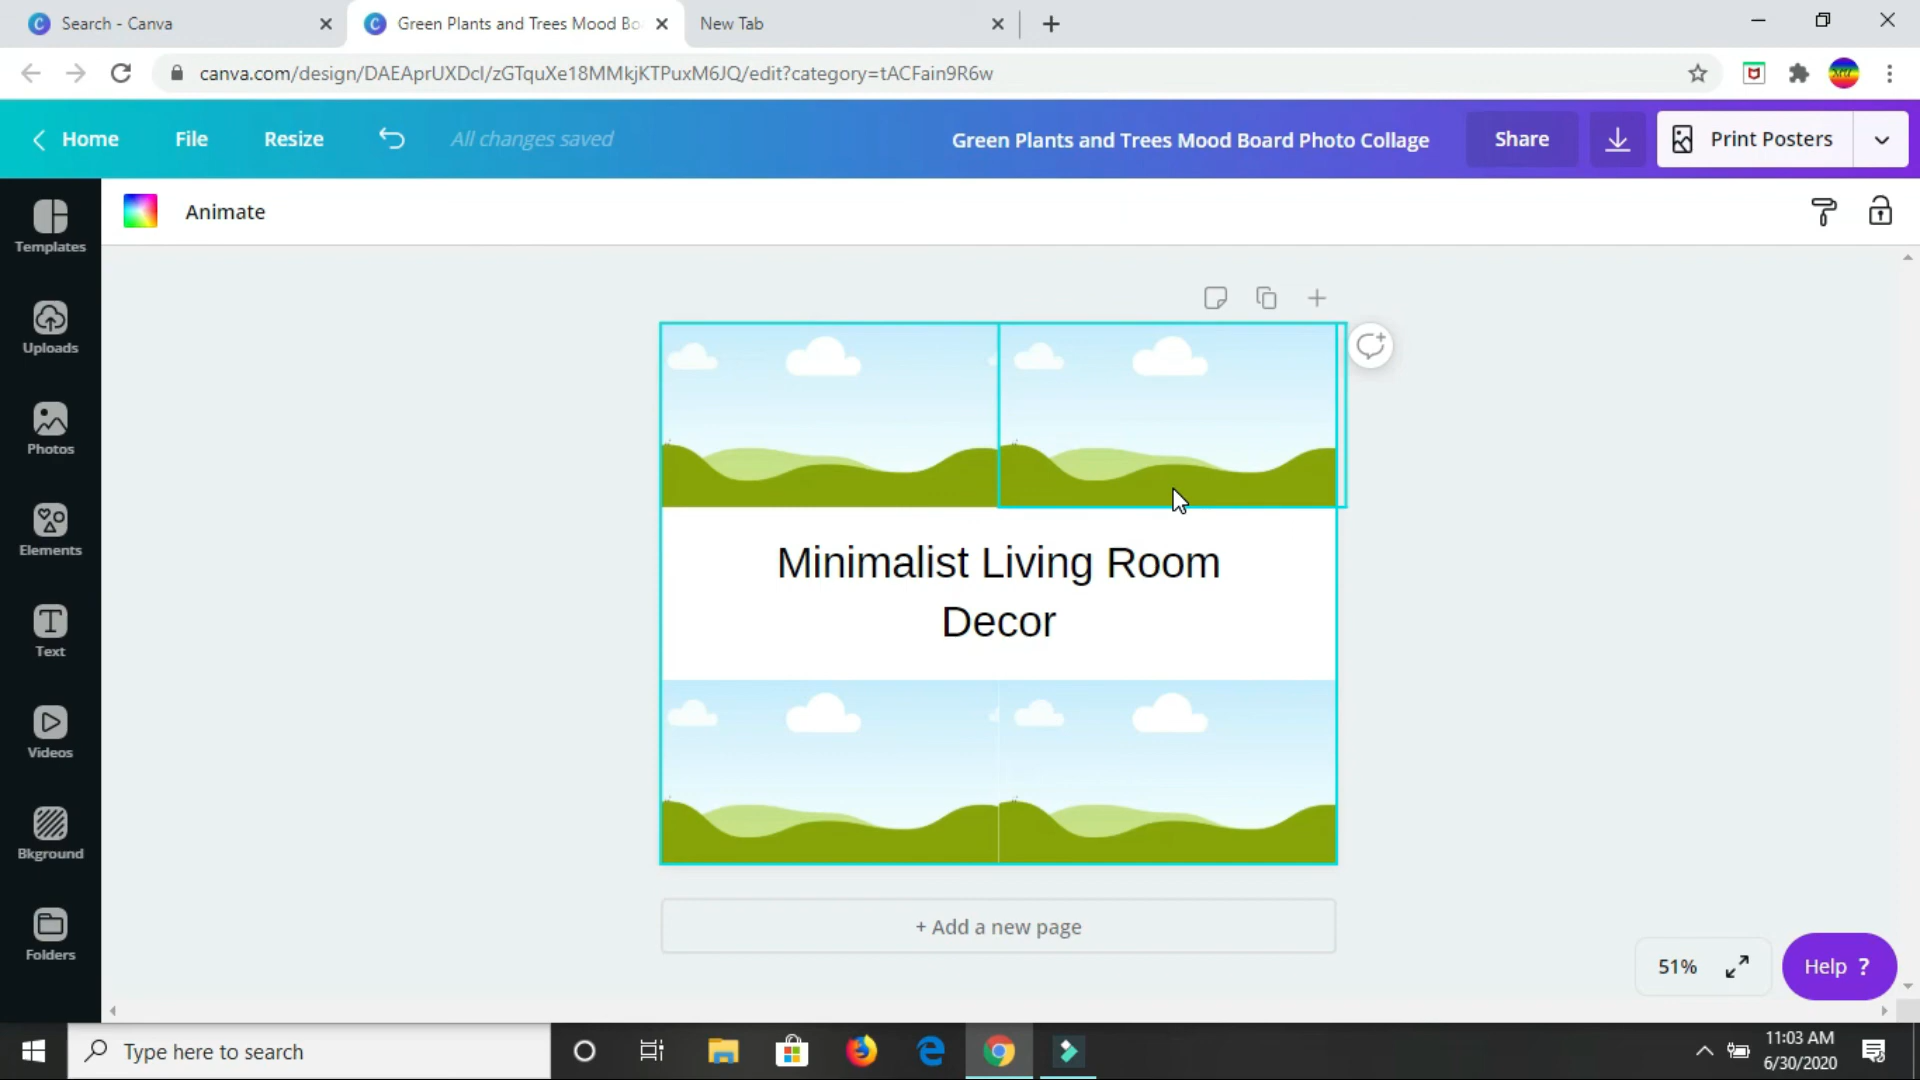 Search - Canva
Green Plants and Trees Mood Bo
New Tab
canva.com/design/DAEAprUXDcI/zGTquXe18MMkjKTPuxM6JQ/edit?category=tACFain9R6w
Home
File
Resize
All changes saved
Green Plants and Trees Mood Board Photo Collage
Share
Print Posters
Animate
Templates
Uploads
Photos
Elements
Text
Videos
Bkground
Folders
Minimalist Living Room
Decor
+ Add a new page
51%
Help ?
Type here to search
11:03 AM
6/30/2020